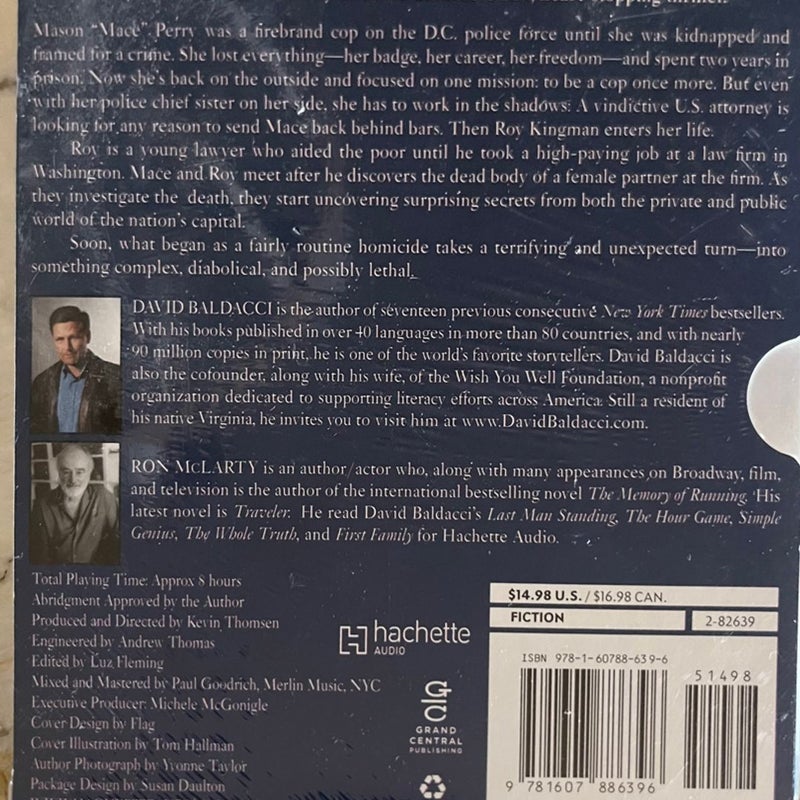 Mason “Mace” Perry was a firebrand cop on the D.C. police force until she was kidnapped and
framed for a crime. She lost everything—her badge, her career, her freedom—and spent two years in
prison. Now she’s back on the outside and focused on one mission: to be a cop once more. But even
with her police chief sister on her side, she has to work in the shadows: A vindictive U.S. attorney is
looking for any reason to send Mace back behind bars. Then Roy Kingman enters her life.
Roy is a young lawyer who aided the poor until he took a high-paying job at a law firm in
Washington. Mace and Roy meet after he discovers the dead body of a female partner at the firm. As
they investigate the death, they start uncovering surprising secrets from both the private and public
world of the nation’s capital.
Soon, what began as a fairly routine homicide takes a terrifying and unexpected turn—into
something complex, diabolical, and possibly lethal.
DAVID BALDACCI is the author of seventeen previous consecutive New York Times bestsellers.
With his books published in over 40 languages in more than 80 countries, and with nearly
90 million copies in print, he is one of the world’s favorite storytellers. David Baldacci is
also the cofounder, along with his wife, of the Wish You Well Foundation, a nonprofit
organization dedicated to supporting literacy efforts across America. Still a resident of
his native Virginia, he invites you to visit him at www.DavidBaldacci.com.
RON McLARTY is an author/actor who, along with many appearances on Broadway, film,
and television is the author of the international bestselling novel The Memory of Running. His
latest novel is Traveler. He read David Baldacci’s Last Man Standing, The Hour Game, Simple
Genius, The Whole Truth, and First Family for Hachette Audio.
Total Playing Time: Approx 8 hours
Abridgment Approved by the Author
Produced and Directed by Kevin Thomsen
Engineered by Andrew Thomas
Edited by Luz Fleming
Mixed and Mastered by Paul Goodrich, Merlin Music, NYC
Executive Producer: Michele McGonigle
Cover Design by Flag
Cover Illustration by Tom Hallman
Author Photograph by Yvonne Taylor
Package Design by Susan Daulton
hachette
AUDIO
GRAND
CENTRAL
PUBLISHING
$14.98 U.S. / $16.98 CAN.
FICTION
2-82639
ISBN 978-1-60788-639-6
51498
9 781607 886396